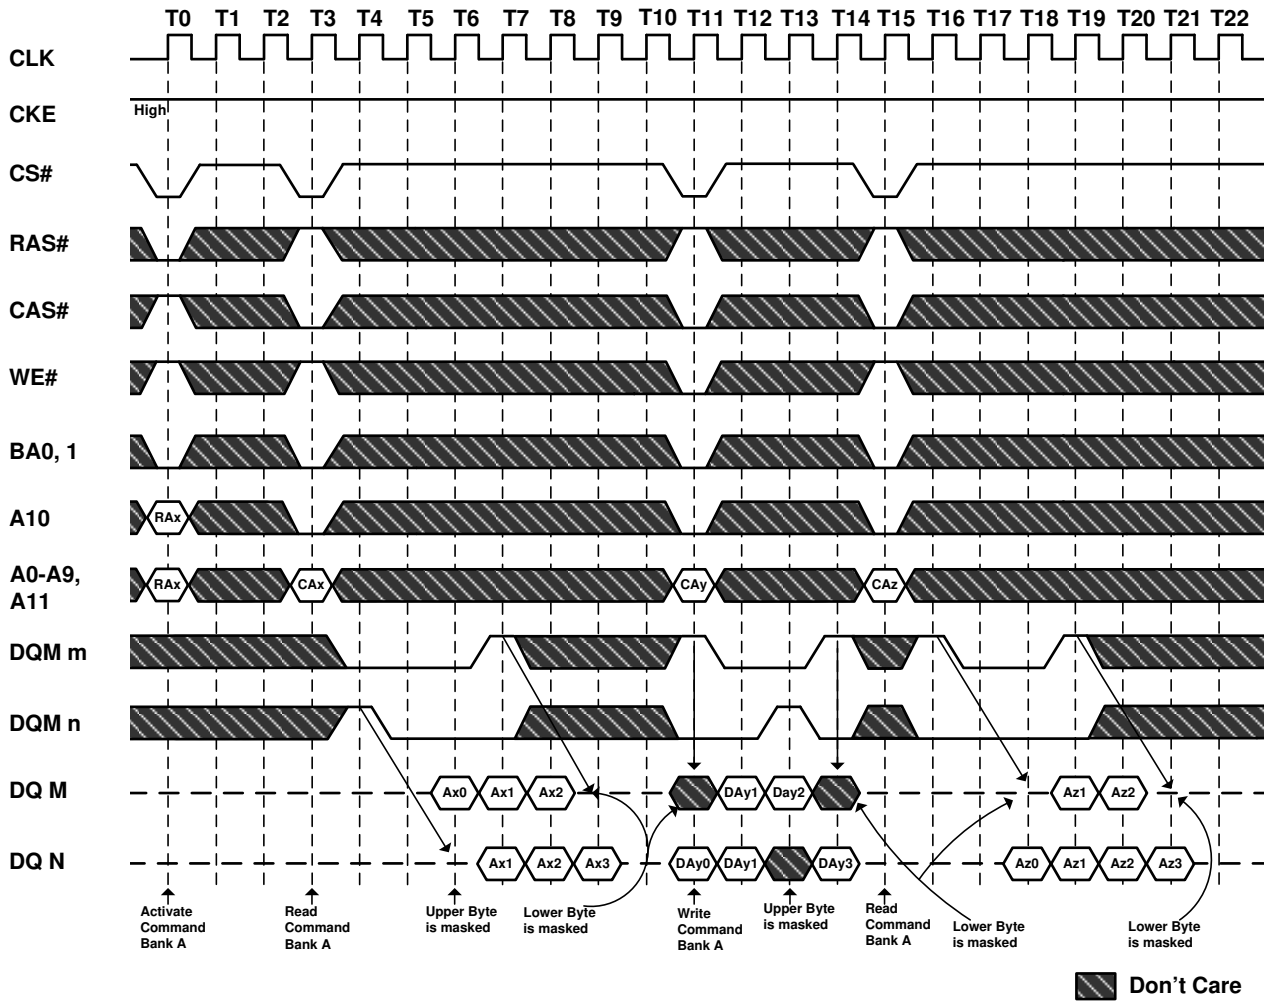 T0 T1 T2 T3 T4 T5 T6 T7 T8 T9 T10 T11 T12 T13 T14 T15 T16 T17 T18 T19 T20 T21 T22
CLK
CKE High
CS#
RAS#
CAS#
WE#
BA0, 1
A10 RAx
A0-A9,
A11
RAx CAx CAy CAz
DQM m
DQM n
DQ M Ax0 Ax1 Ax2 DAy1 Day2 Az1 Az2
DQ N Ax1 Ax2 Ax3 DAy0 DAy1 DAy3 Az0 Az1 Az2 Az3
Activate
Command
Bank A
Read
Command
Bank A
Upper Byte
is masked
Lower Byte
is masked
Write
Command
Bank A
Upper Byte
is masked
Read
Command
Bank A
Lower Byte
is masked
Lower Byte
is masked
Don't Care